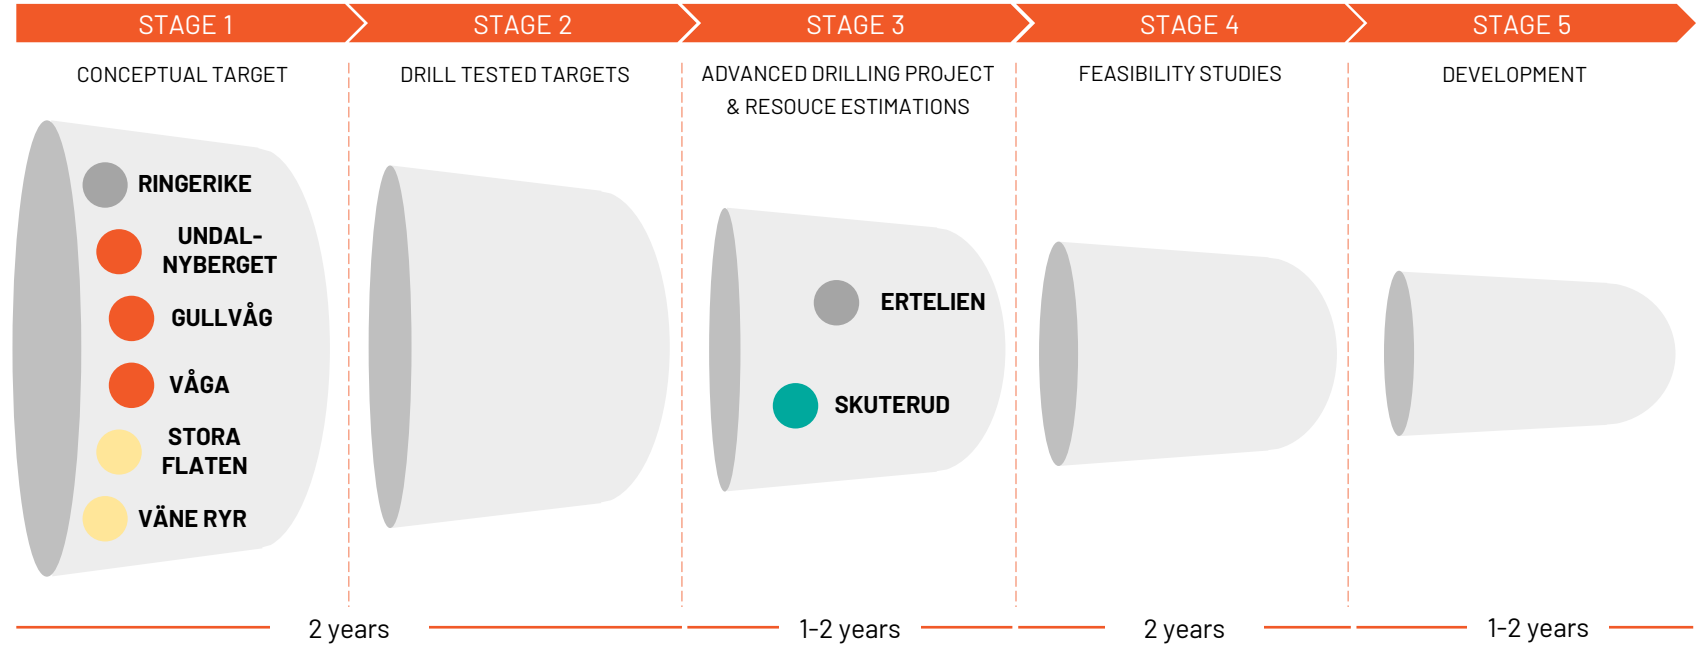 STAGE 1
STAGE 2
STAGE 3
STAGE 4
STAGE 5
CONCEPTUAL TARGET
DRILL TESTED TARGETS
ADVANCED DRILLING PROJECT
& RESOUCE ESTIMATIONS
FEASIBILITY STUDIES
DEVELOPMENT
RINGERIKE
UNDAL-
NYBERGET
GULLVÅG
VÅGA
STORA
FLATEN
VÄNE RYR
ERTELIEN
SKUTERUD
2 years
1-2 years
2 years
1-2 years